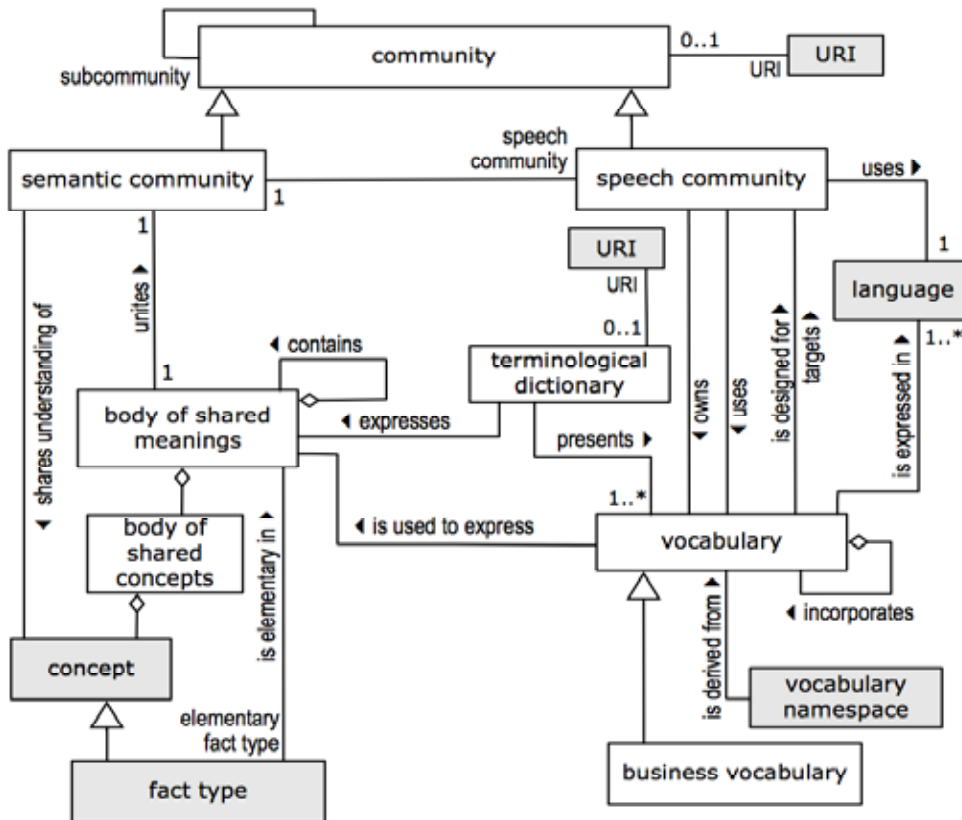 community
0..1
URI
URI
subcommunity
speech
community
semantic community
1
speech community
uses ▶
1
language
1..*
1
unites ▶
1
◀ shares understanding of
URI
URI
0..1
terminological
dictionary
◀ contains
body of shared
meanings
◀ expresses
presents ▶
1..*
◀ owns
◀ uses
is designed for ▶
targets ▶
is expressed in ▶
body of
shared
concepts
is elementary in ▶
◀ is used to express
vocabulary
◀ incorporates
is derived from ▶
concept
vocabulary
namespace
elementary
fact type
fact type
business vocabulary